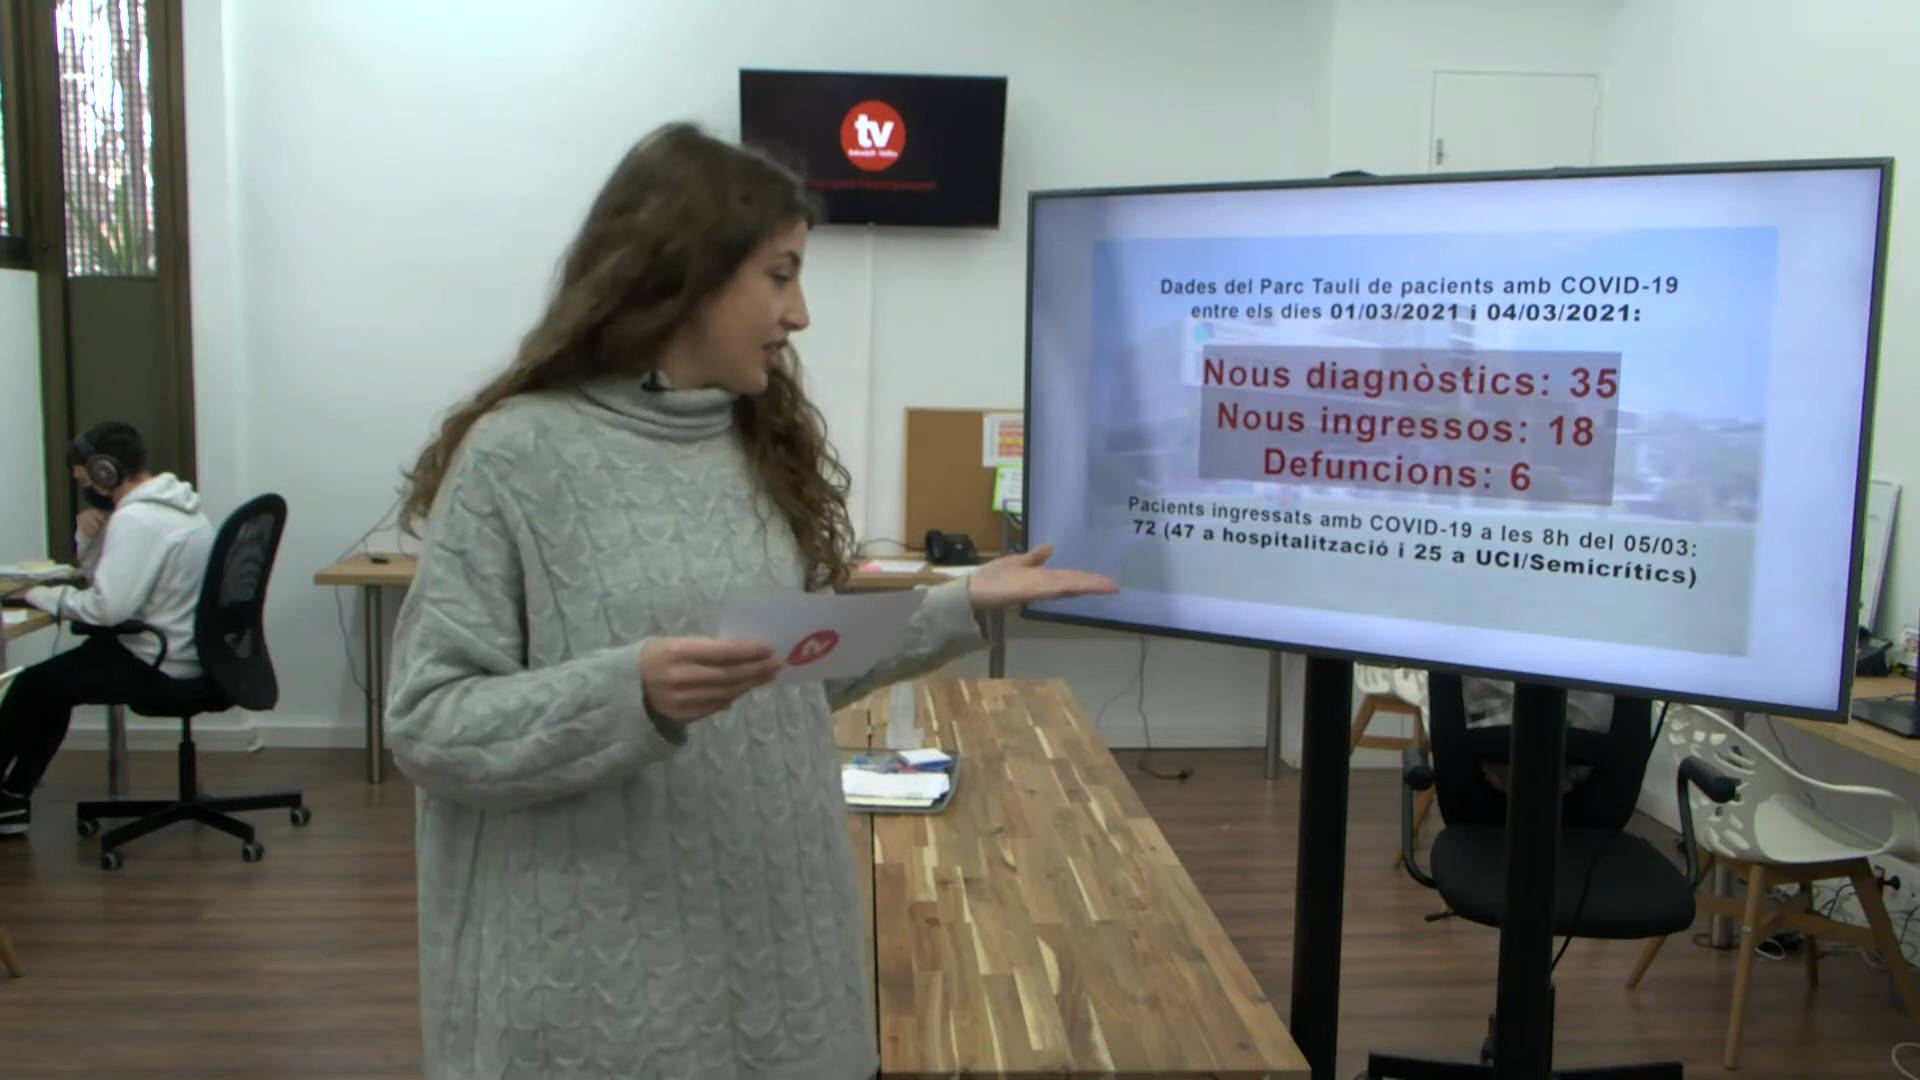 tv
Dades del Parc Taulí de pacients amb COVID-19
entre els dies 01/03/2021 i 04/03/2021:
Nous diagnòstics: 35
Nous ingressos: 18
Defuncions: 6
Pacients ingressats amb COVID-19 a les 8h del 05/03:
72 (47 a hospitalització i 25 a UCI/Semicrítics)
tv